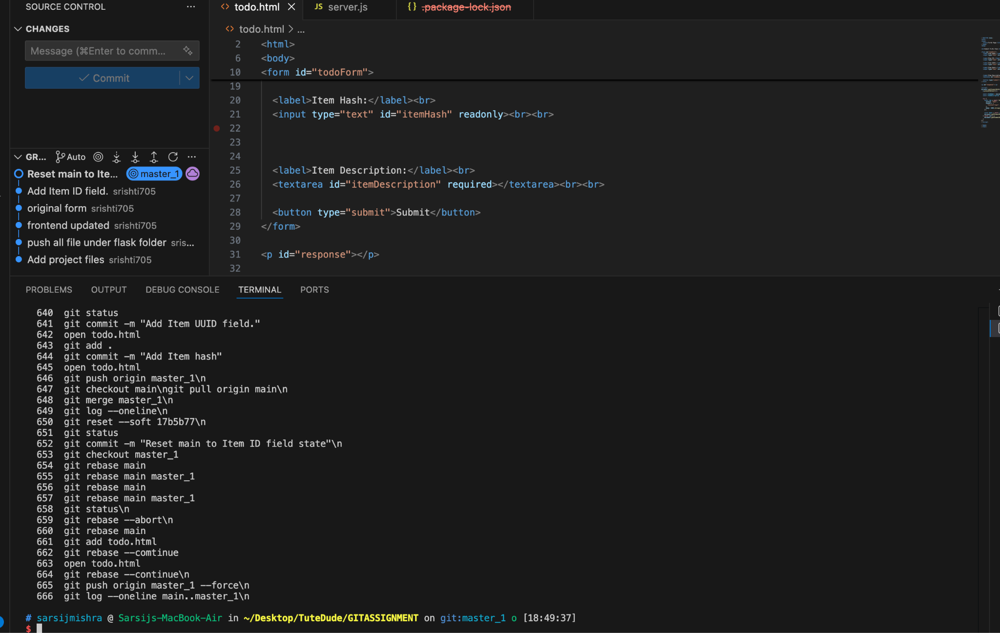 SOURCE CONTROL
CHANGES
Message (⌘Enter to comm...
Commit
GR... Auto
Reset main to Ite... master_1
Add Item ID field. srishti705
original form srishti705
frontend updated srishti705
push all file under flask folder sris...
Add project files srishti705
todo.html JS server.js {} .package-lock.json
<> todo.html > ...
2 <html>
6 <body>
10 <form id="todoForm">
19
20 <label>Item Hash:</label><br>
21 <input type="text" id="itemHash" readonly><br><br>
22
23
24
25 <label>Item Description:</label><br>
26 <textarea id="itemDescription" required></textarea><br><br>
27
28 <button type="submit">Submit</button>
29 </form>
30
31 <p id="response"></p>
32
PROBLEMS OUTPUT DEBUG CONSOLE TERMINAL PORTS
640 git status
641 git commit -m "Add Item UUID field."
642 open todo.html
643 git add .
644 git commit -m "Add Item hash"
645 open todo.html
646 git push origin master_1\n
647 git checkout main\ngit pull origin main\n
648 git merge master_1\n
649 git log --oneline\n
650 git reset --soft 17b5b77\n
651 git status
652 git commit -m "Reset main to Item ID field state"\n
653 git checkout master_1
654 git rebase main
655 git rebase main master_1
656 git rebase main
657 git rebase main master_1
658 git status\n
659 git rebase --abort\n
660 git rebase main
661 git add todo.html
662 git rebase --comtinue
663 open todo.html
664 git rebase --continue\n
665 git push origin master_1 --force\n
666 git log --oneline main..master_1\n
# sarsijmishra @ Sarsijs-MacBook-Air in ~/Desktop/TuteDude/GITASSIGNMENT on git:master_1 o [18:49:37]
$